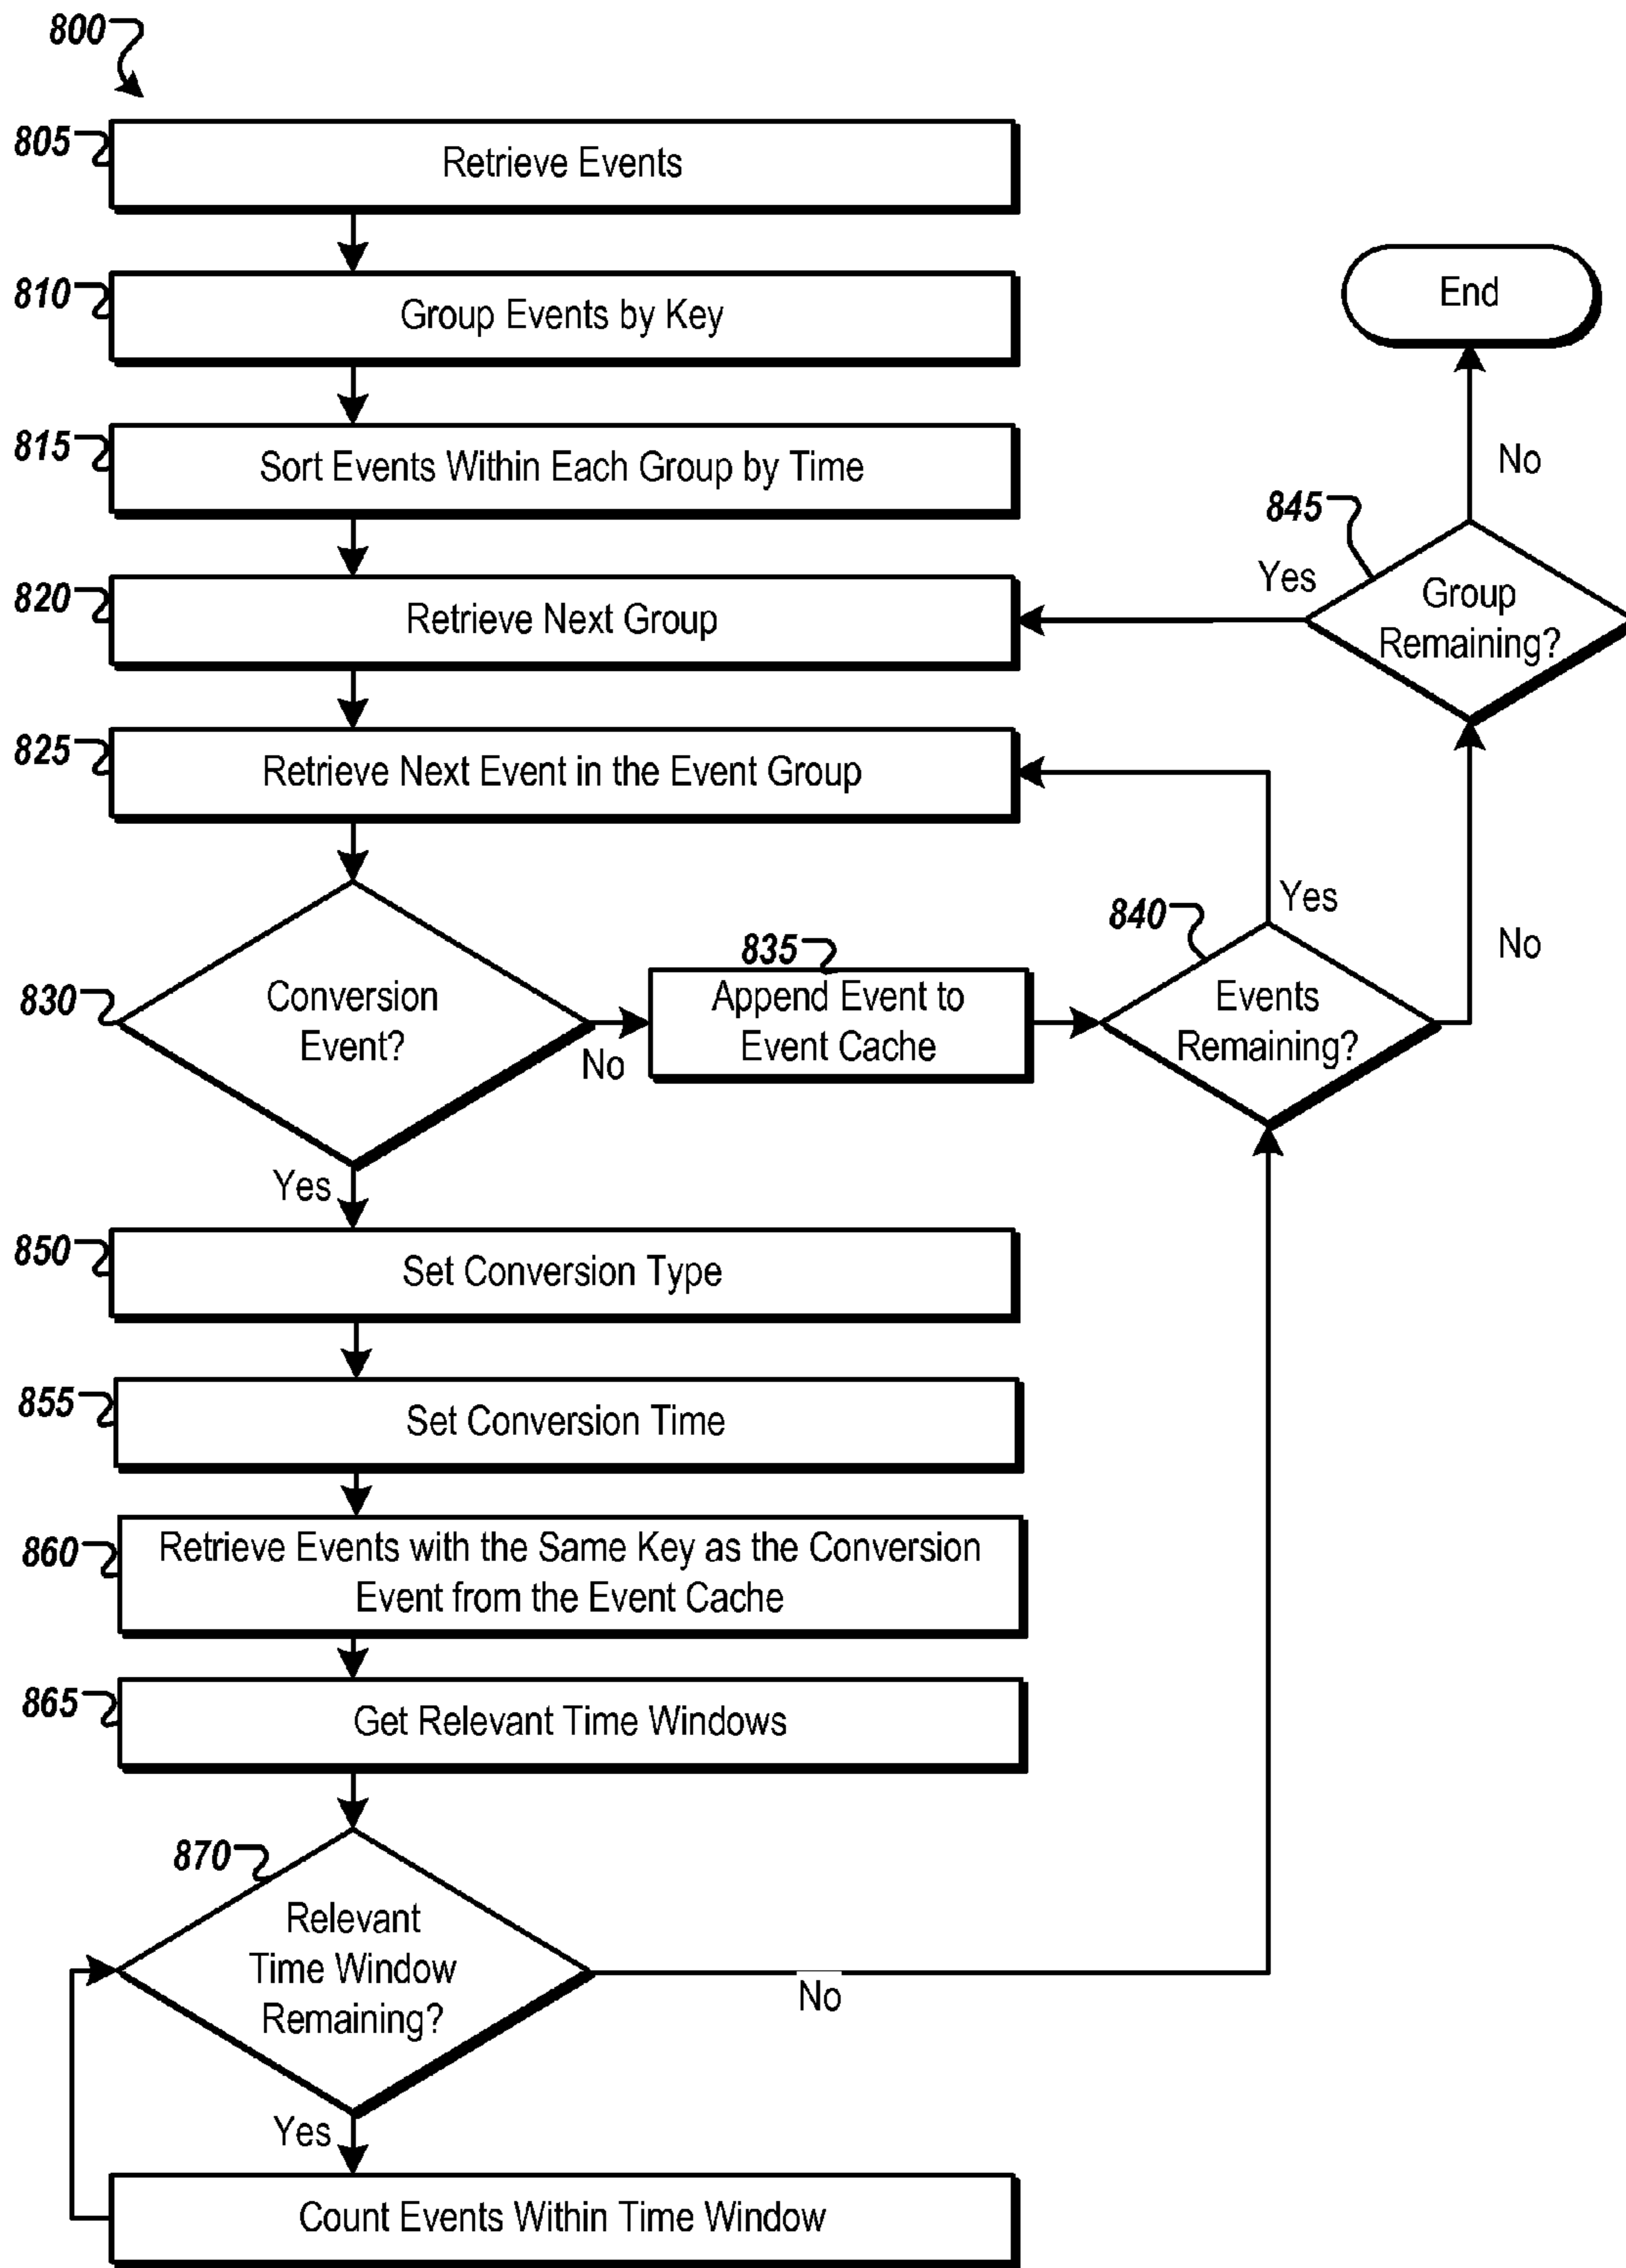 800
805
Retrieve Events
810
Group Events by Key
End
815
Sort Events Within Each Group by Time
No
845
820
Retrieve Next Group
Yes
Group
Remaining?
825
Retrieve Next Event in the Event Group
Yes
No
830
Conversion
Event?
No
835
Append Event to
Event Cache
840
Events
Remaining?
Yes
850
Set Conversion Type
855
Set Conversion Time
860
Retrieve Events with the Same Key as the Conversion
Event from the Event Cache
865
Get Relevant Time Windows
870
Relevant
Time Window
Remaining?
No
Yes
Count Events Within Time Window